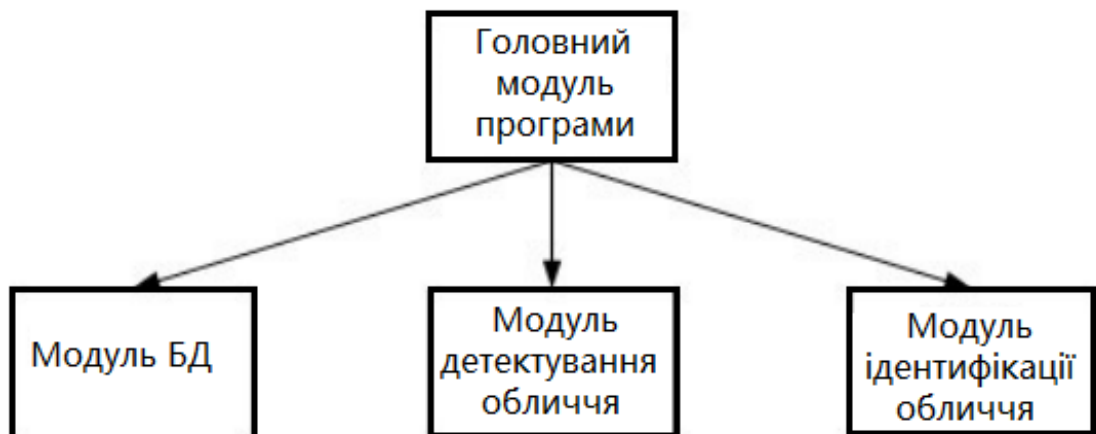 Головний
модуль
програми
Модуль БД
Модуль
детектування
обличчя
Модуль
ідентифікації
обличчя